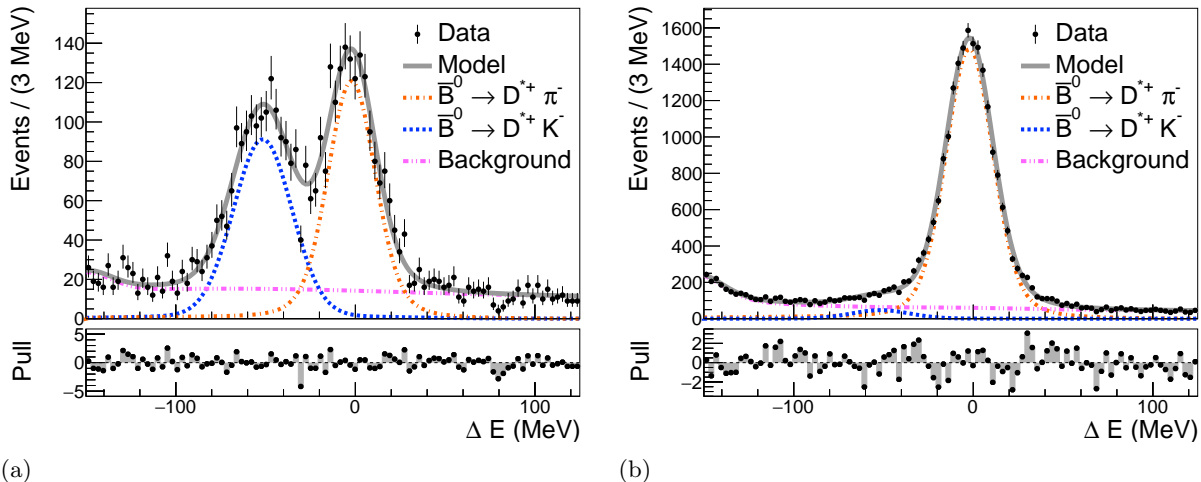 Events / (3 MeV)
140
120
100
80
60
40
20
0
Data
Model
B̅⁰ → D*⁺ π⁻
B̅⁰ → D*⁺ K⁻
Background
Pull
5
0
−5
−100 0 100
Δ E (MeV)
(a)
Events / (3 MeV)
1600
1400
1200
1000
800
600
400
200
0
Data
Model
B̅⁰ → D*⁺ π⁻
B̅⁰ → D*⁺ K⁻
Background
Pull
2
0
−2
−100 0 100
Δ E (MeV)
(b)